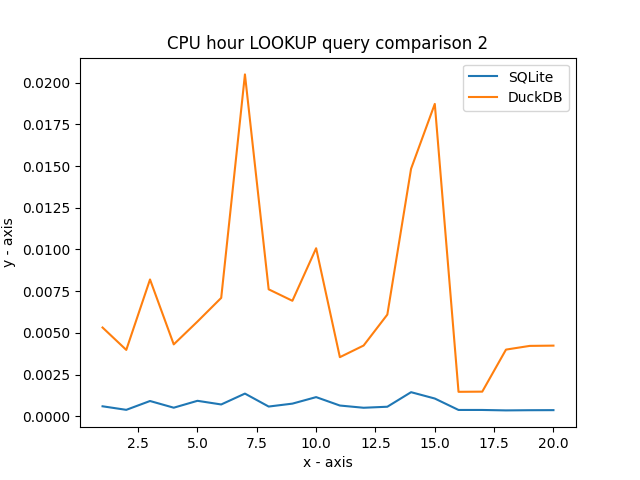 CPU hour LOOKUP query comparison 2
SQLite
DuckDB
y - axis
0.0200
0.0175
0.0150
0.0125
0.0100
0.0075
0.0050
0.0025
0.0000
2.5 5.0 7.5 10.0 12.5 15.0 17.5 20.0
x - axis